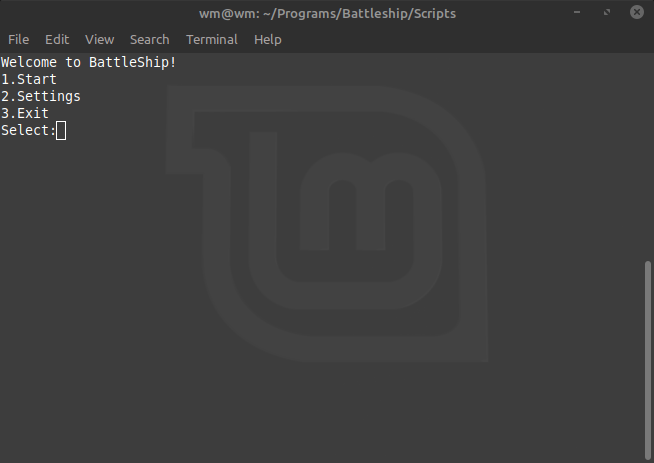 wm@wm: ~/Programs/Battleship/Scripts
File Edit View Search Terminal Help
Welcome to BattleShip!
1.Start
2.Settings
3.Exit
Select: